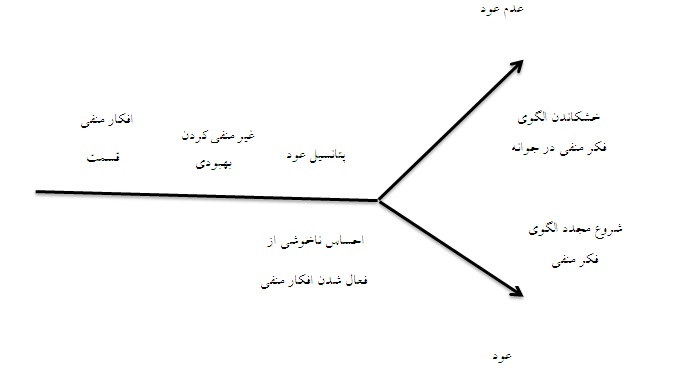 عدم عود
خشکاندن الگوی
فکر منفی در جوانه
افکار منفی
قسمت
غیر منفی کردن
بهبودی
پتانسیل عود
احساس ناخوشی از
فعال شدن افکار منفی
شروع مجدد الگوی
فکر منفی
عود